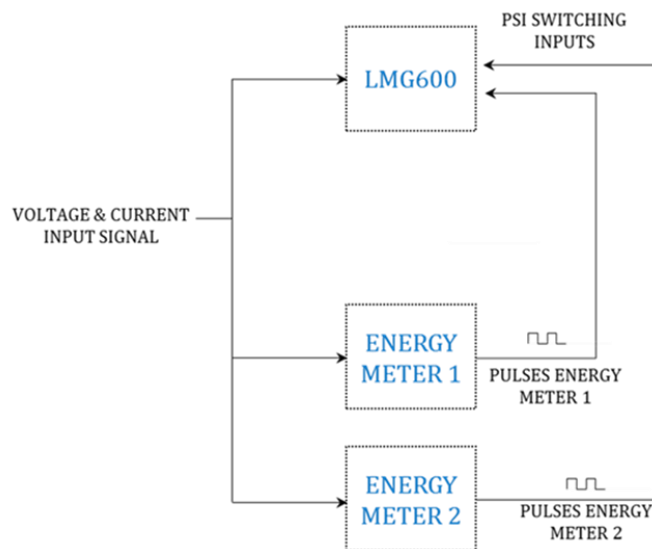 PSI SWITCHING
INPUTS
LMG600
VOLTAGE & CURRENT
INPUT SIGNAL
ENERGY
METER 1
PULSES ENERGY
METER 1
ENERGY
METER 2
PULSES ENERGY
METER 2